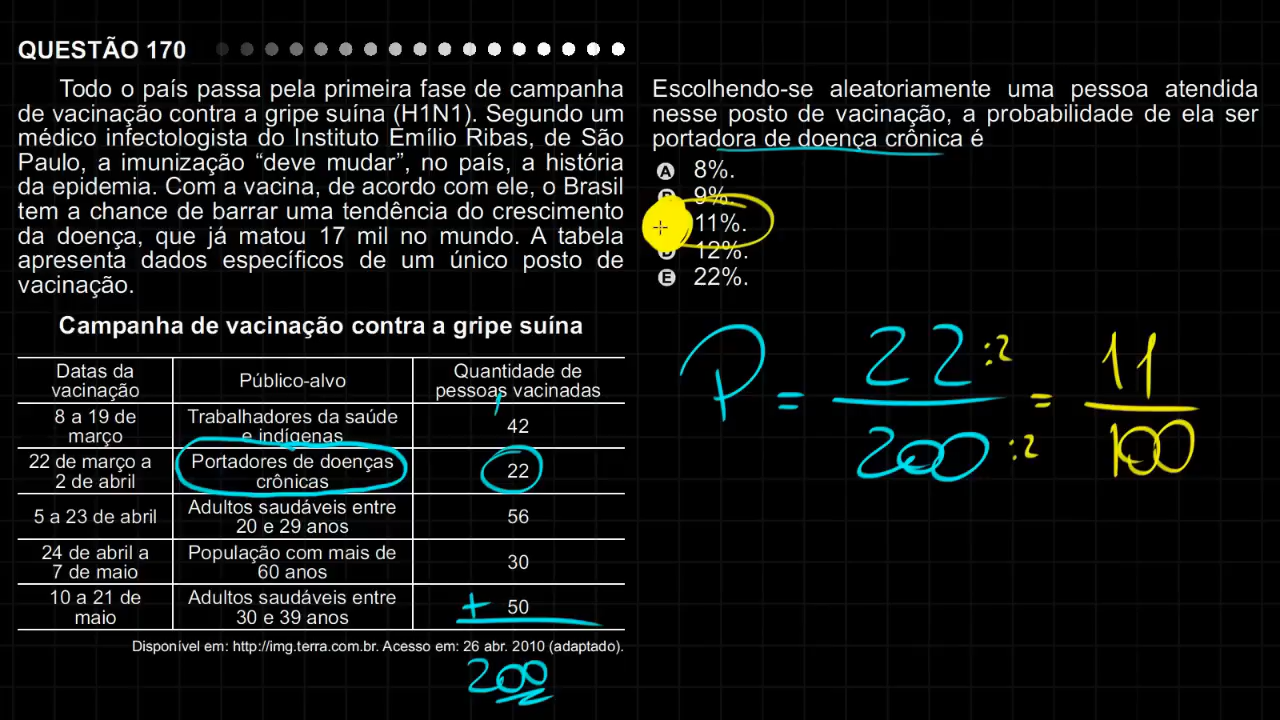 QUESTÃO 170
Todo o país passa pela primeira fase de campanha
de vacinação contra a gripe suína (H1N1). Segundo um
médico infectologista do Instituto Emílio Ribas, de São
Paulo, a imunização “deve mudar”, no país, a história
da epidemia. Com a vacina, de acordo com ele, o Brasil
tem a chance de barrar uma tendência do crescimento
da doença, que já matou 17 mil no mundo. A tabela
apresenta dados específicos de um único posto de
vacinação.
Campanha de vacinação contra a gripe suína
Datas da
vacinação
Público-alvo
Quantidade de
pessoas vacinadas
8 a 19 de
março
Trabalhadores da saúde
e indígenas
42
22 de março a
2 de abril
Portadores de doenças
crônicas
22
5 a 23 de abril
Adultos saudáveis entre
20 e 29 anos
56
24 de abril a
7 de maio
População com mais de
60 anos
30
10 a 21 de
maio
Adultos saudáveis entre
30 e 39 anos
+ 50
Disponível em: http://img.terra.com.br. Acesso em: 26 abr. 2010 (adaptado).
200
Escolhendo-se aleatoriamente uma pessoa atendida
nesse posto de vacinação, a probabilidade de ela ser
portadora de doença crônica é
A 8%.
9%.
11%.
D 12%.
E 22%.
P = 22 :2 = 11
200 :2 100